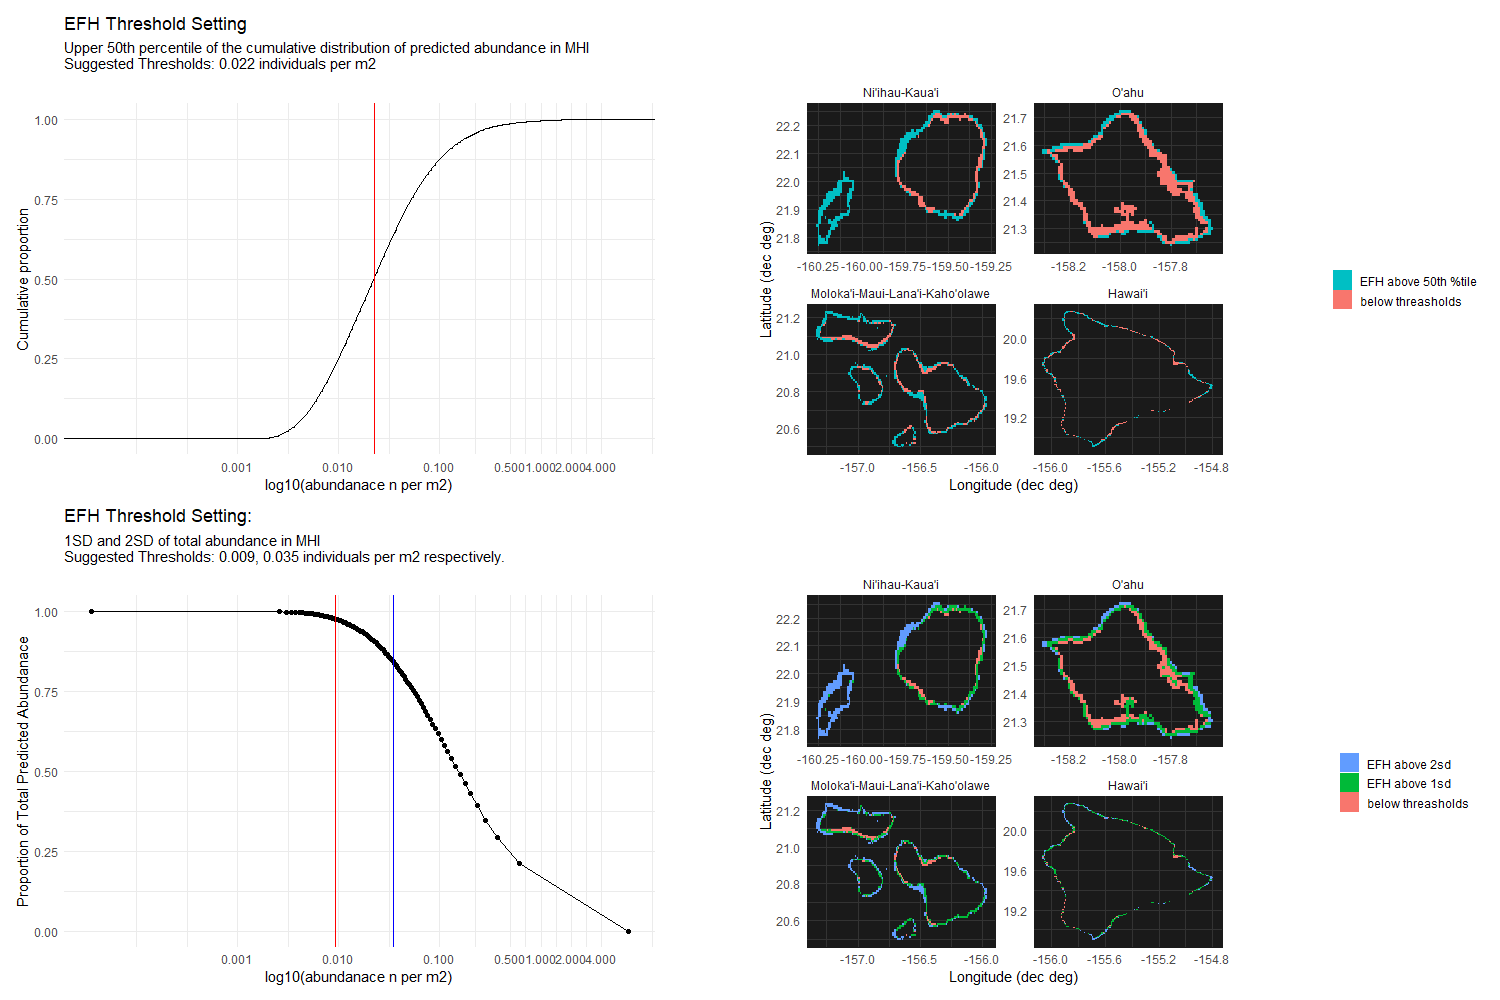 EFH Threshold Setting
Upper 50th percentile of the cumulative distribution of predicted abundance in MHI
Suggested Thresholds: 0.022 individuals per m2
Cumulative proportion
1.00
0.75
0.50
0.25
0.00
0.001 0.010 0.100 0.5001.0002.0004.000
log10(abundanace n per m2)
Latitude (dec deg)
Ni'ihau-Kaua'i
22.2
22.1
22.0
21.9
21.8
-160.25 -160.00 -159.75 -159.50 -159.25
O'ahu
21.7
21.6
21.5
21.4
21.3
-158.2 -158.0 -157.8
Moloka'i-Maui-Lana'i-Kaho'olawe
21.2
21.0
20.8
20.6
-157.0 -156.5 -156.0
Hawai'i
20.0
19.6
19.2
-156.0 -155.6 -155.2 -154.8
Longitude (dec deg)
EFH above 50th %tile
below threasholds
EFH Threshold Setting:
1SD and 2SD of total abundance in MHI
Suggested Thresholds: 0.009, 0.035 individuals per m2 respectively.
Proportion of Total Predicted Abundanace
1.00
0.75
0.50
0.25
0.00
0.001 0.010 0.100 0.5001.0002.0004.000
log10(abundanace n per m2)
Latitude (dec deg)
Ni'ihau-Kaua'i
22.2
22.1
22.0
21.9
21.8
-160.25 -160.00 -159.75 -159.50 -159.25
O'ahu
21.7
21.6
21.5
21.4
21.3
-158.2 -158.0 -157.8
Moloka'i-Maui-Lana'i-Kaho'olawe
21.2
21.0
20.8
20.6
-157.0 -156.5 -156.0
Hawai'i
20.0
19.6
19.2
-156.0 -155.6 -155.2 -154.8
Longitude (dec deg)
EFH above 2sd
EFH above 1sd
below threasholds